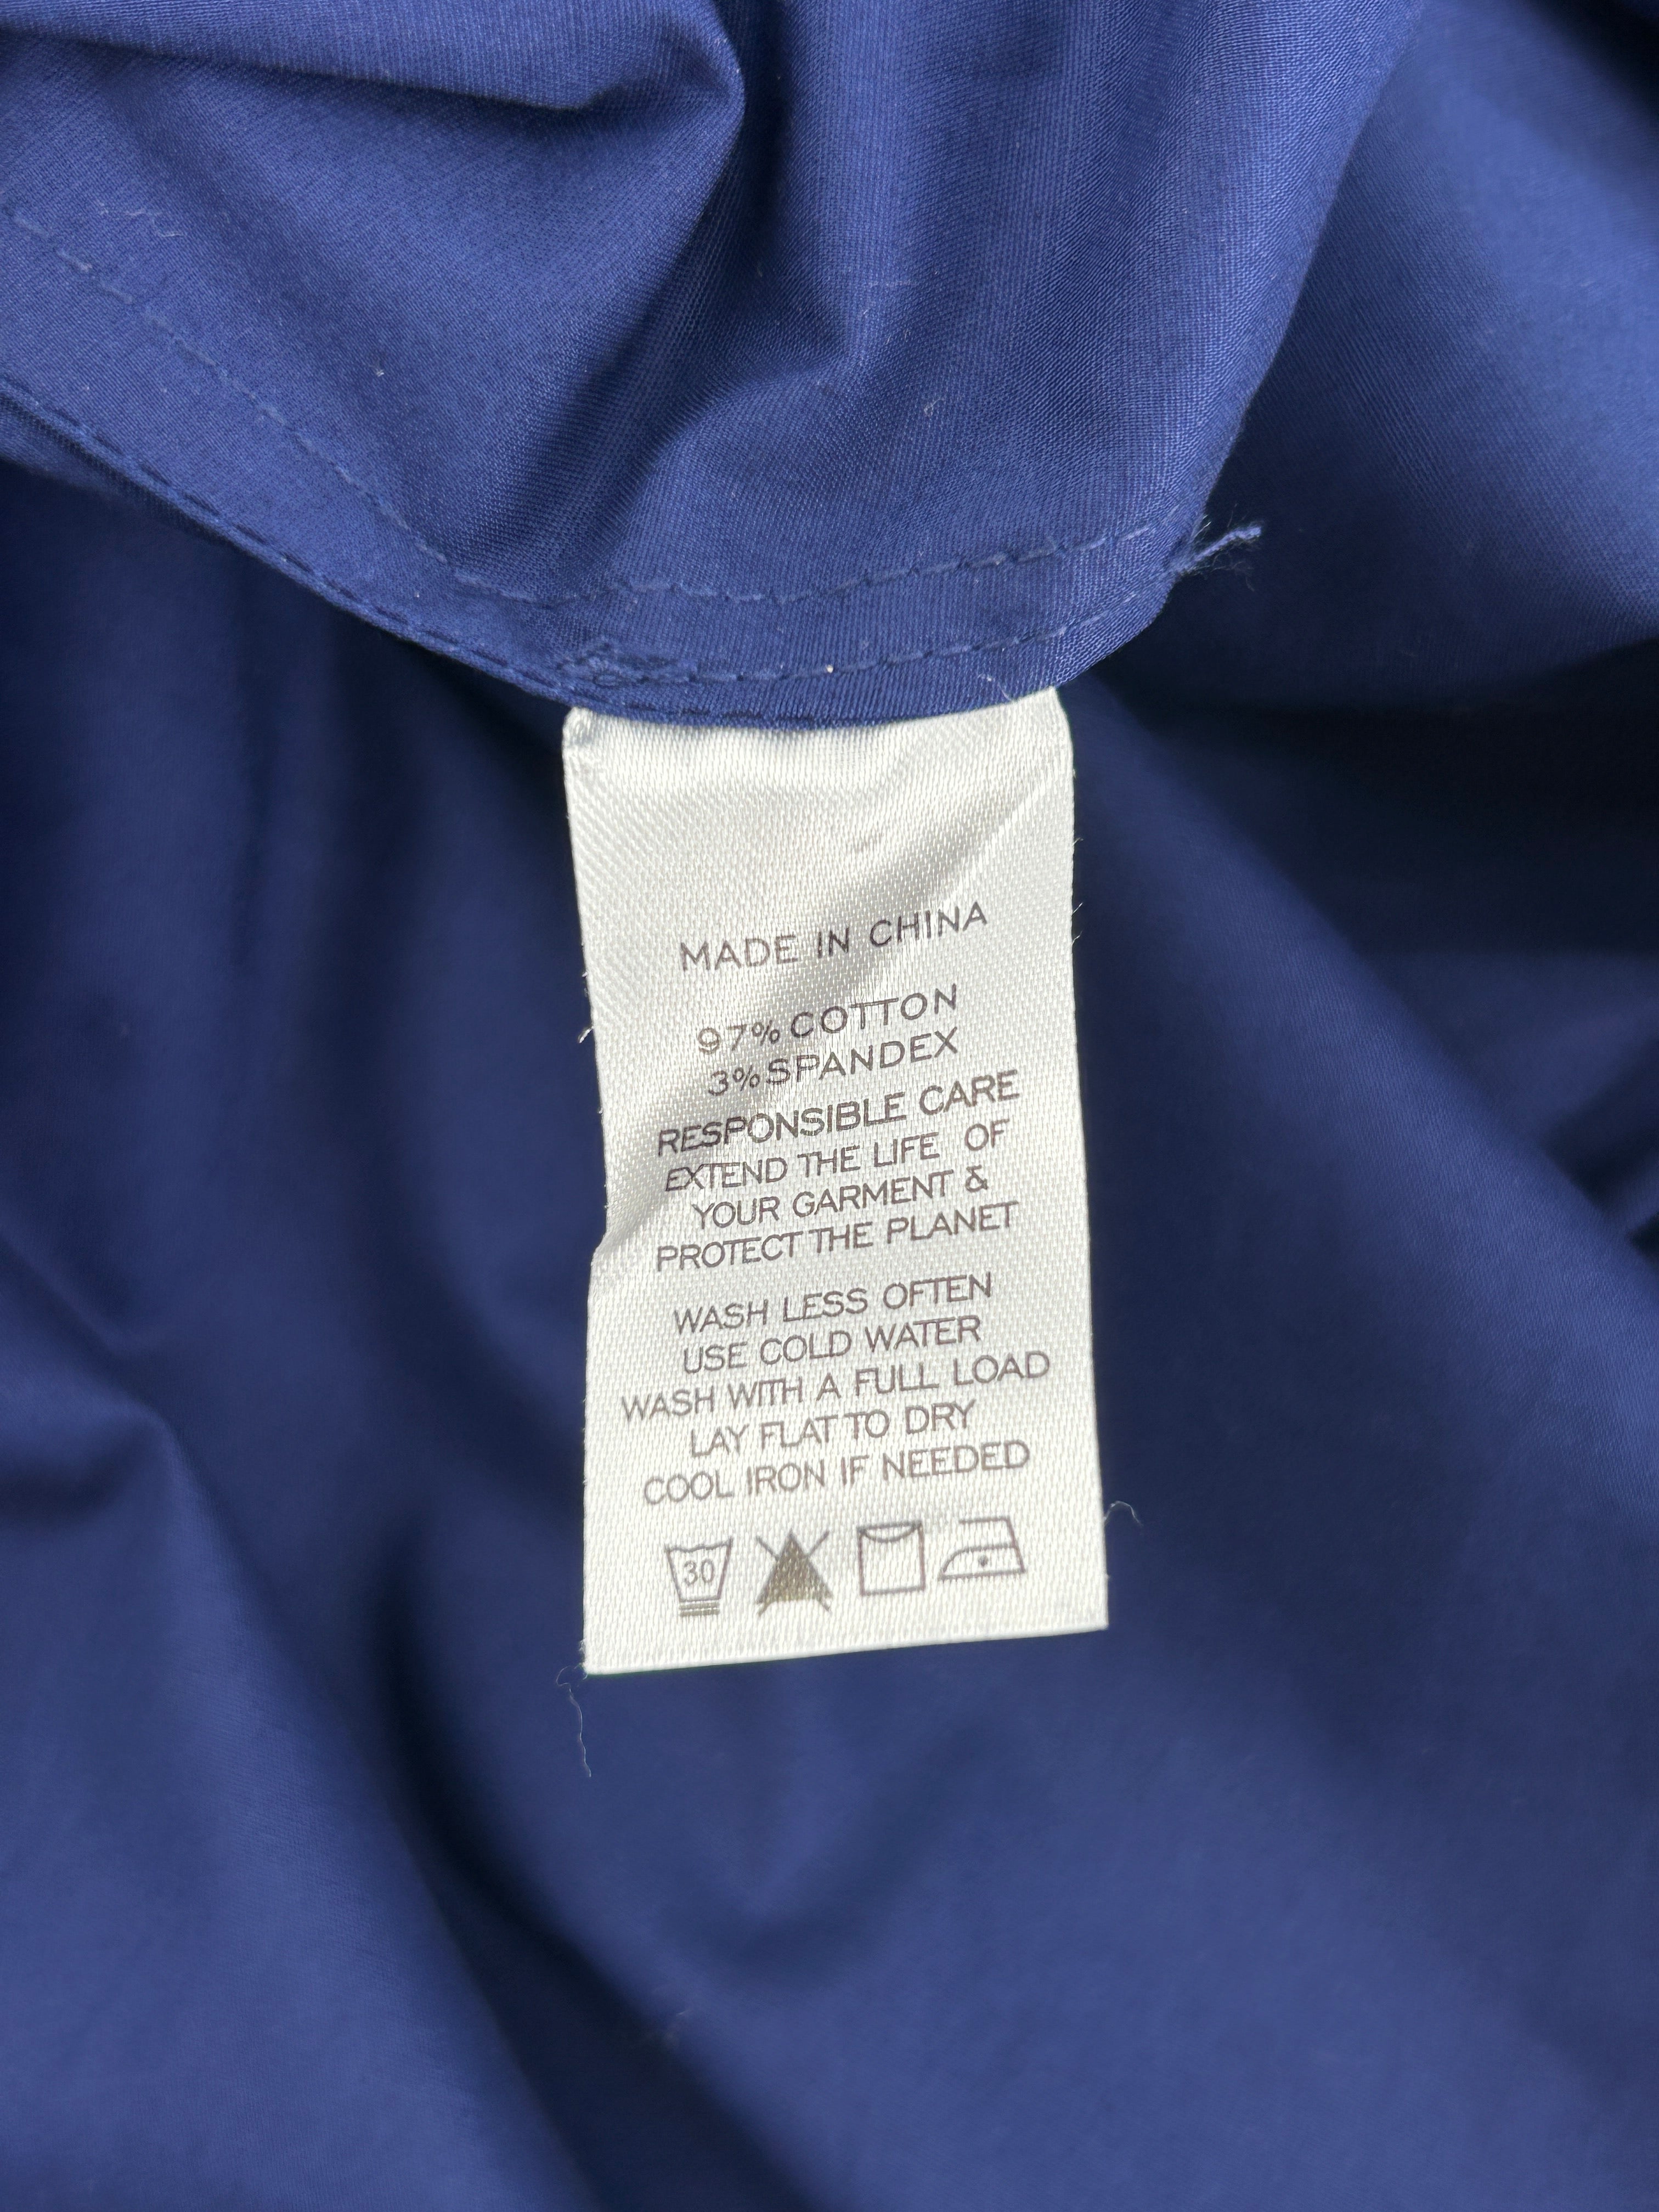 MADE IN CHINA
97% COTTON
3% SPANDEX
RESPONSIBLE CARE
EXTEND THE LIFE OF
YOUR GARMENT &
PROTECT THE PLANET
WASH LESS OFTEN
USE COLD WATER
WASH WITH A FULL LOAD
LAY FLAT TO DRY
COOL IRON IF NEEDED
30